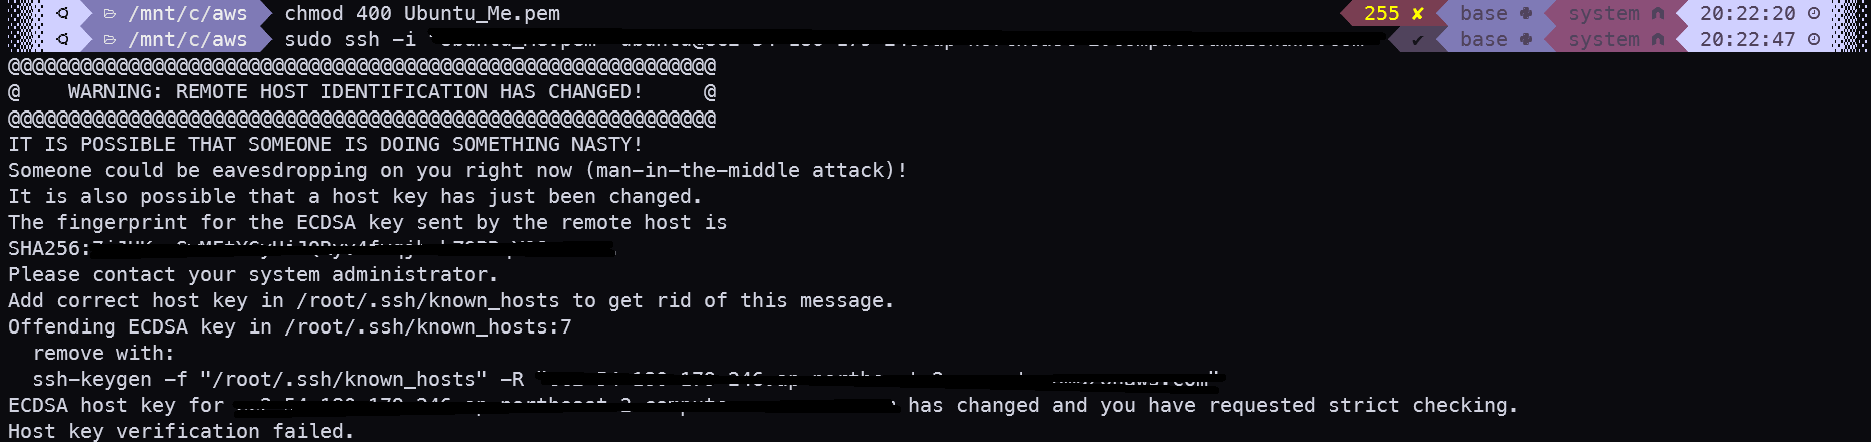 /mnt/c/aws chmod 400 Ubuntu_Me.pem 255 ✘ base system 20:22:20
/mnt/c/aws sudo ssh -i ✔ base system 20:22:47
@@@@@@@@@@@@@@@@@@@@@@@@@@@@@@@@@@@@@@@@@@@@@@@@@@@@@@@@@@@
@    WARNING: REMOTE HOST IDENTIFICATION HAS CHANGED!     @
@@@@@@@@@@@@@@@@@@@@@@@@@@@@@@@@@@@@@@@@@@@@@@@@@@@@@@@@@@@
IT IS POSSIBLE THAT SOMEONE IS DOING SOMETHING NASTY!
Someone could be eavesdropping on you right now (man-in-the-middle attack)!
It is also possible that a host key has just been changed.
The fingerprint for the ECDSA key sent by the remote host is
SHA256:
Please contact your system administrator.
Add correct host key in /root/.ssh/known_hosts to get rid of this message.
Offending ECDSA key in /root/.ssh/known_hosts:7
  remove with:
  ssh-keygen -f "/root/.ssh/known_hosts" -R
ECDSA host key for has changed and you have requested strict checking.
Host key verification failed.